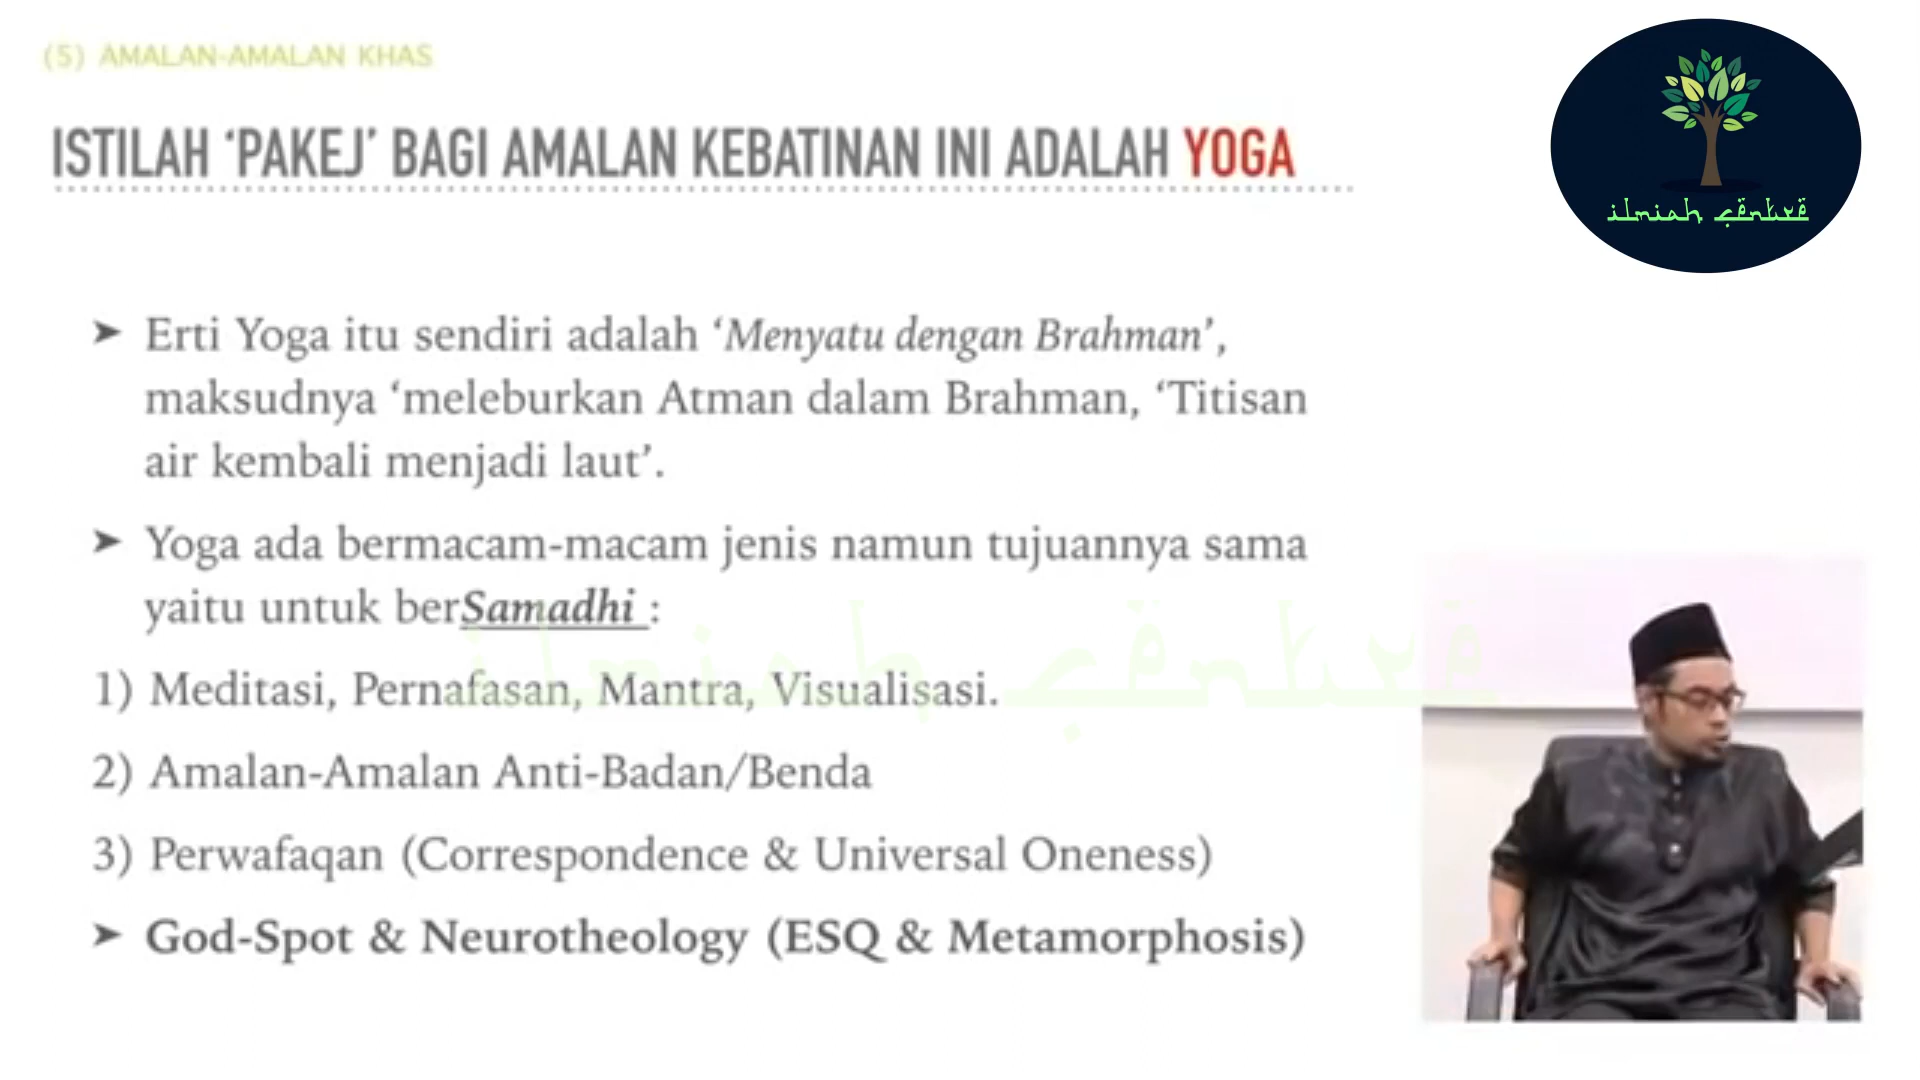 (5) AMALAN-AMALAN KHAS
ISTILAH ‘PAKEJ’ BAGI AMALAN KEBATINAN INI ADALAH YOGA
ilmiah centre
➤ Erti Yoga itu sendiri adalah ‘Menyatu dengan Brahman’,
maksudnya ‘meleburkan Atman dalam Brahman, ‘Titisan
air kembali menjadi laut’.
➤ Yoga ada bermacam-macam jenis namun tujuannya sama
yaitu untuk berSamadhi :
ilmiah centre
1) Meditasi, Pernafasan, Mantra, Visualisasi.
2) Amalan-Amalan Anti-Badan/Benda
3) Perwafaqan (Correspondence & Universal Oneness)
➤ God-Spot & Neurotheology (ESQ & Metamorphosis)